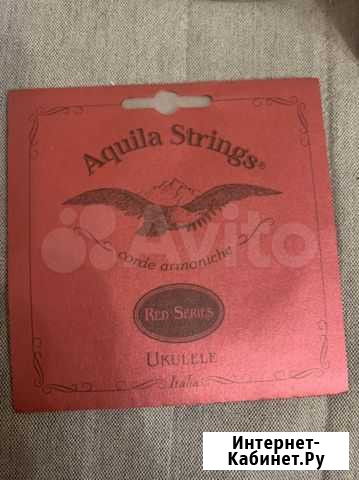 Aquila Strings®
corde armoniche
Avito
RED SERIES
UKULELE
Italia
Интернет-
Кабинет.Ру